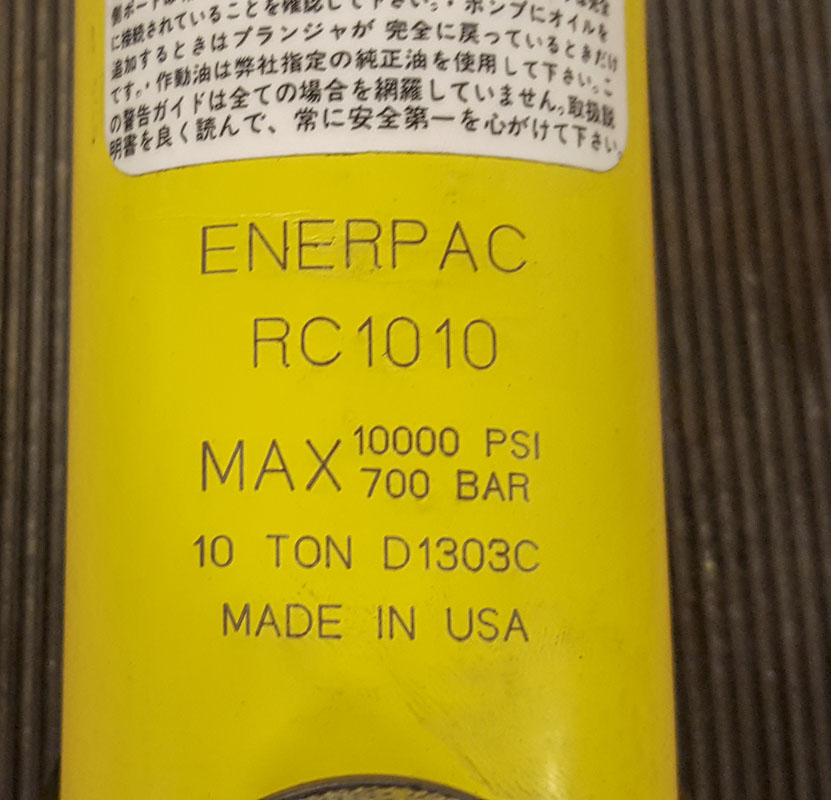 に接続されていることを確認して下さい。・ポンプにオイルを
追加するときはプランジャが 完全に戻っているときだけ
です。・作動油は弊社指定の純正油を使用して下さい。こ
の警告ガイドは全ての場合を網羅していません。取扱説
明書を良く読んで、常に安全第一を心がけて下さい。
ENERPAC
RC1010
MAX 10000 PSI
700 BAR
10 TON D1303C
MADE IN USA